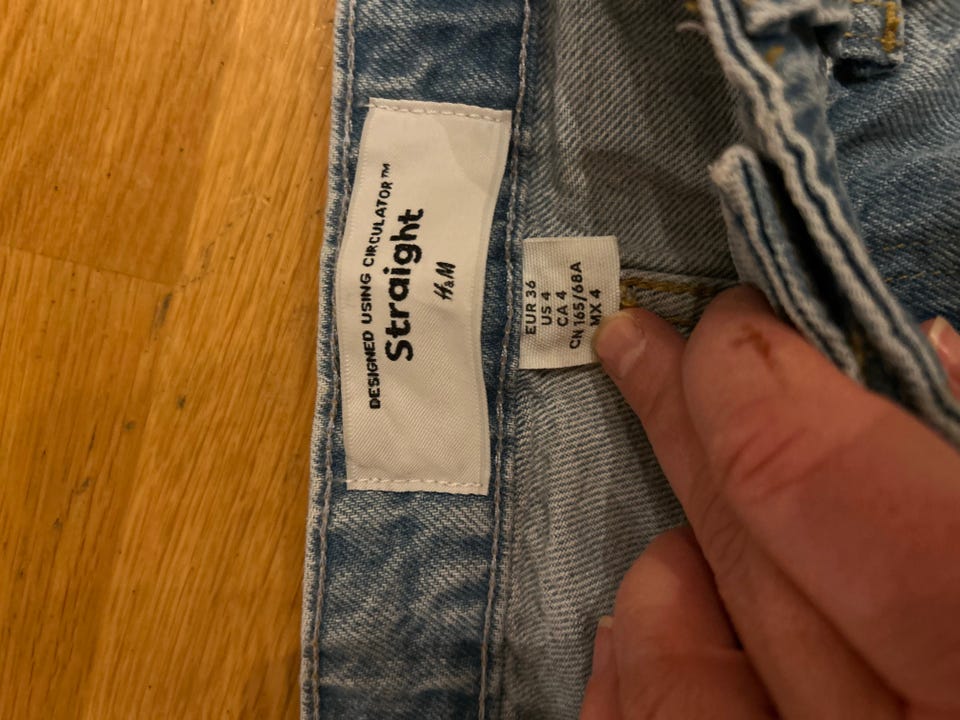 DESIGNED USING CIRCULATOR™
Straight
H&M
EUR 36
US 4
CA 4
CN 165/68A
MX 4